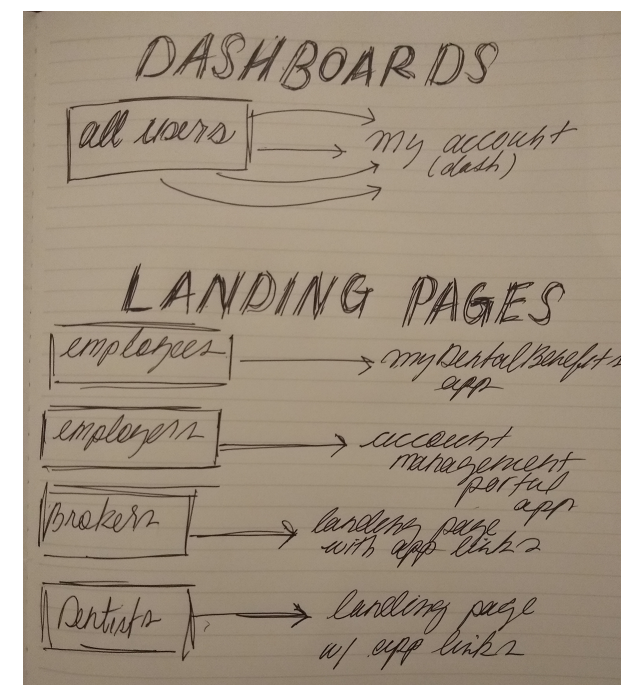 DASHBOARDS
all users
my account
(dash)
LANDING PAGES
employees
myDentalBenefits
app
employers
account
management
portal
app
Brokers
landing page
with app links
Dentists
landing page
w/ app links